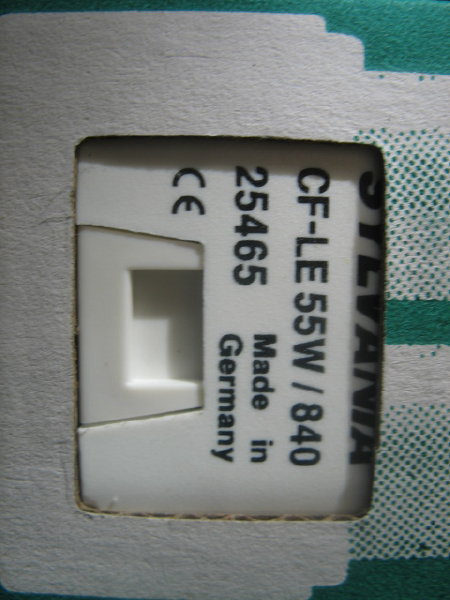 SYLVANIA
CF-LE 55W / 840
25465 Made in
CE Germany